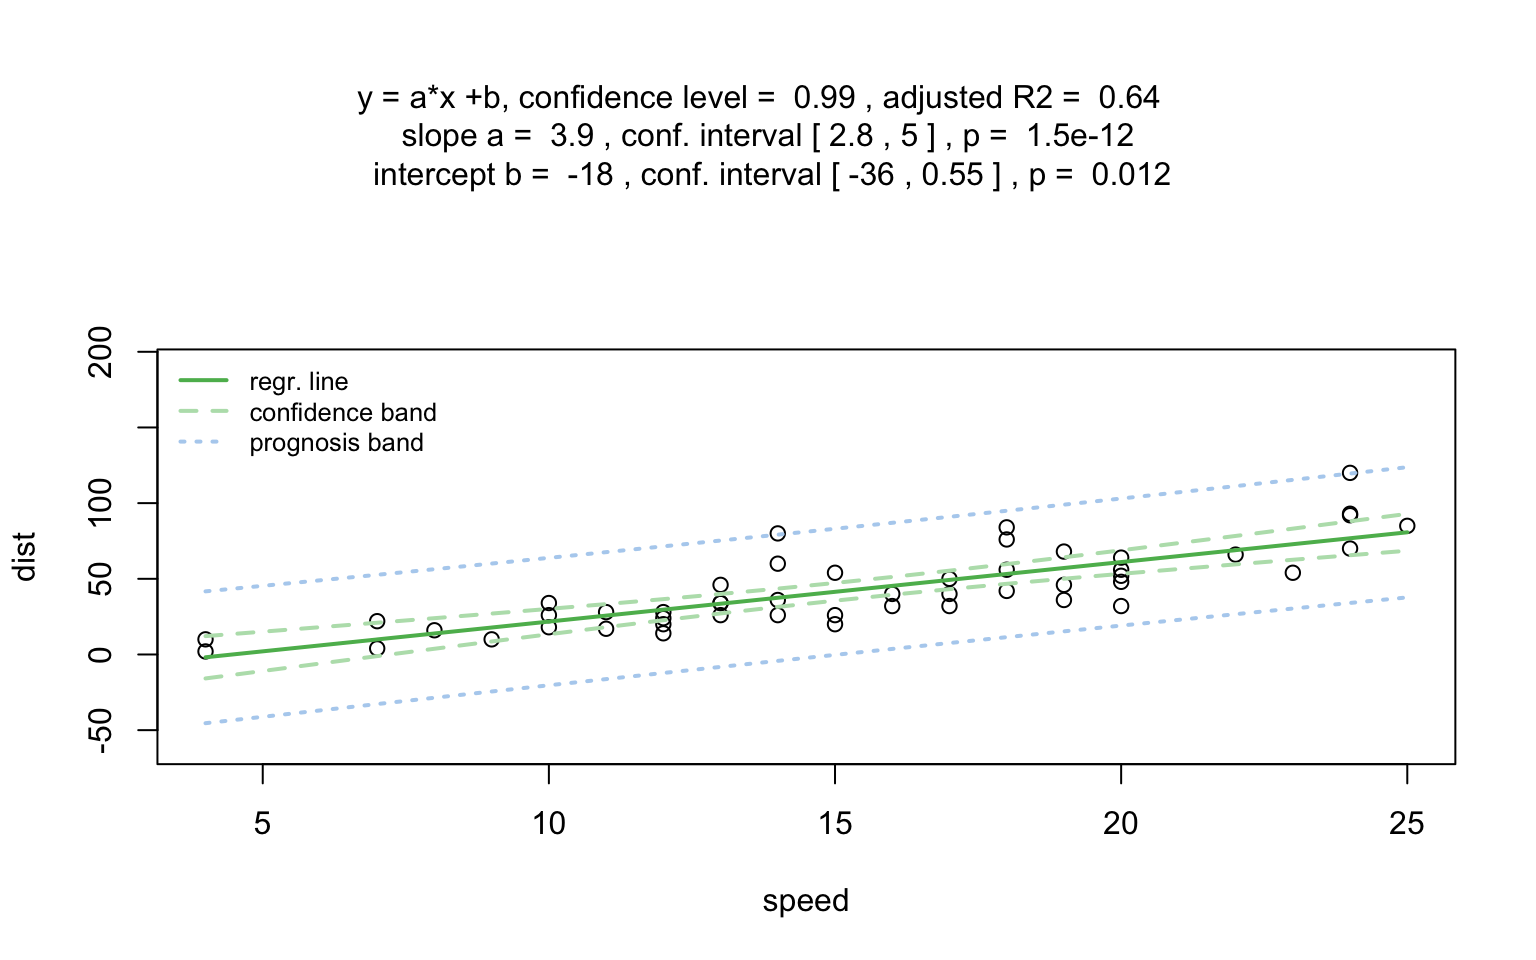 y = a*x +b, confidence level =  0.99 , adjusted R2 =  0.64
slope a =  3.9 , conf. interval [ 2.8 , 5 ] , p =  1.5e-12
intercept b =  -18 , conf. interval [ -36 , 0.55 ] , p =  0.012
200
100
50
0
-50
dist
regr. line
confidence band
prognosis band
5 10 15 20 25
speed